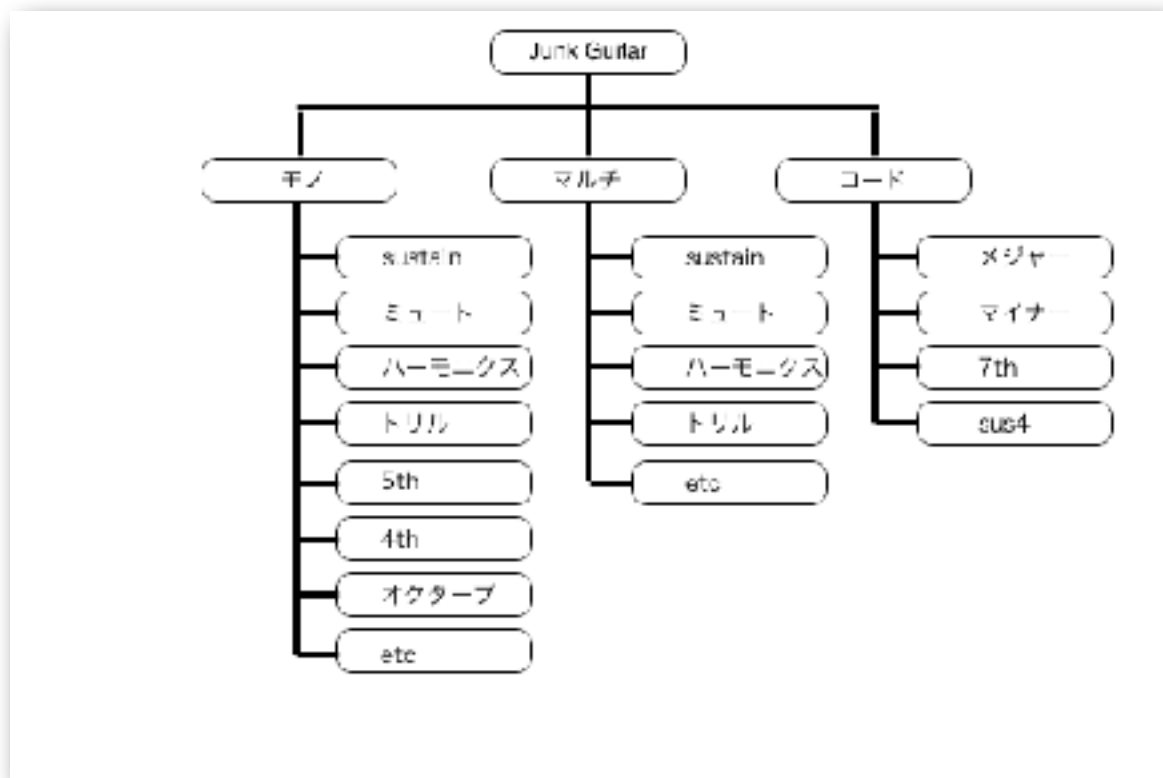 Junk Guitar
モノ
マルチ
コード
sustain
ミュート
ハーモニクス
トリル
5th
4th
オクターブ
etc
sustain
ミュート
ハーモニクス
トリル
etc
メジャー
マイナー
7th
sus4